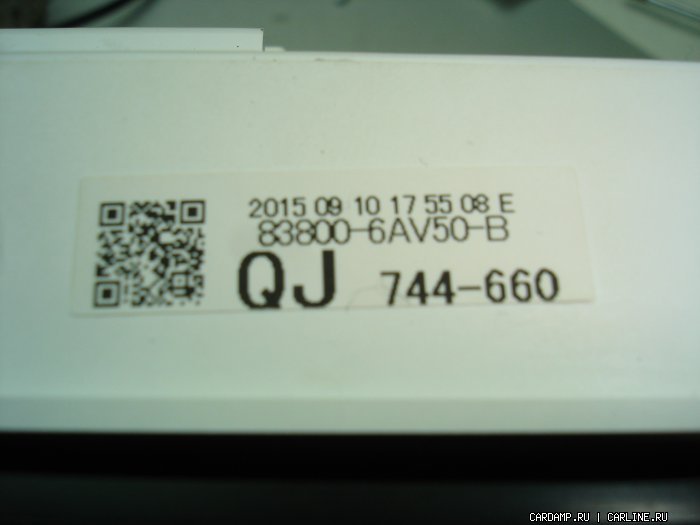 2015 09 10 17 55 08 E
83800-6AV50-B
QJ 744-660
CARDAMP.RU | CARLINE.RU